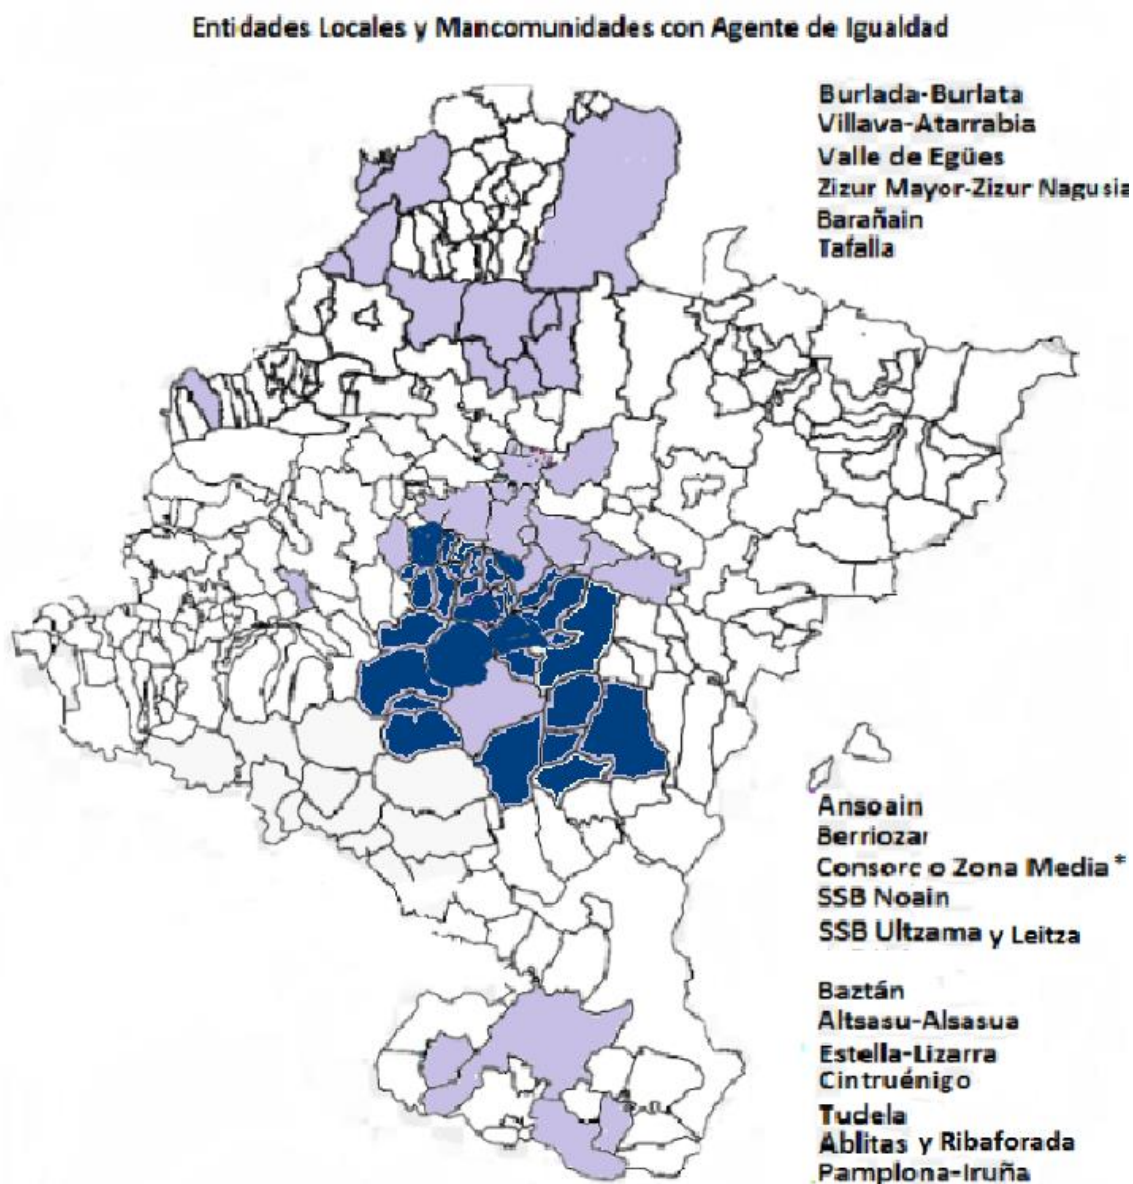 Entidades Locales y Mancomunidades con Agente de Igualdad
Burlada-Burlata
Villava-Atarrabia
Valle de Egües
Zizur Mayor-Zizur Nagusia
Barañain
Tafalla
Ansoain
Berriozar
Consorc o Zona Media*
SSB Noain
SSB Ultzama y Leitza
Baztán
Altsasu-Alsasua
Estella-Lizarra
Cintruénigo
Tudela
Ablitas y Ribaforada
Pamplona-Iruña